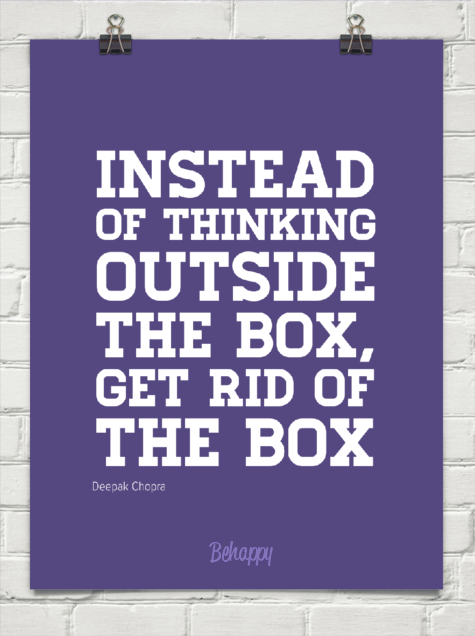 INSTEAD
OF THINKING
OUTSIDE
THE BOX,
GET RID OF
THE BOX
Deepak Chopra
Behappy